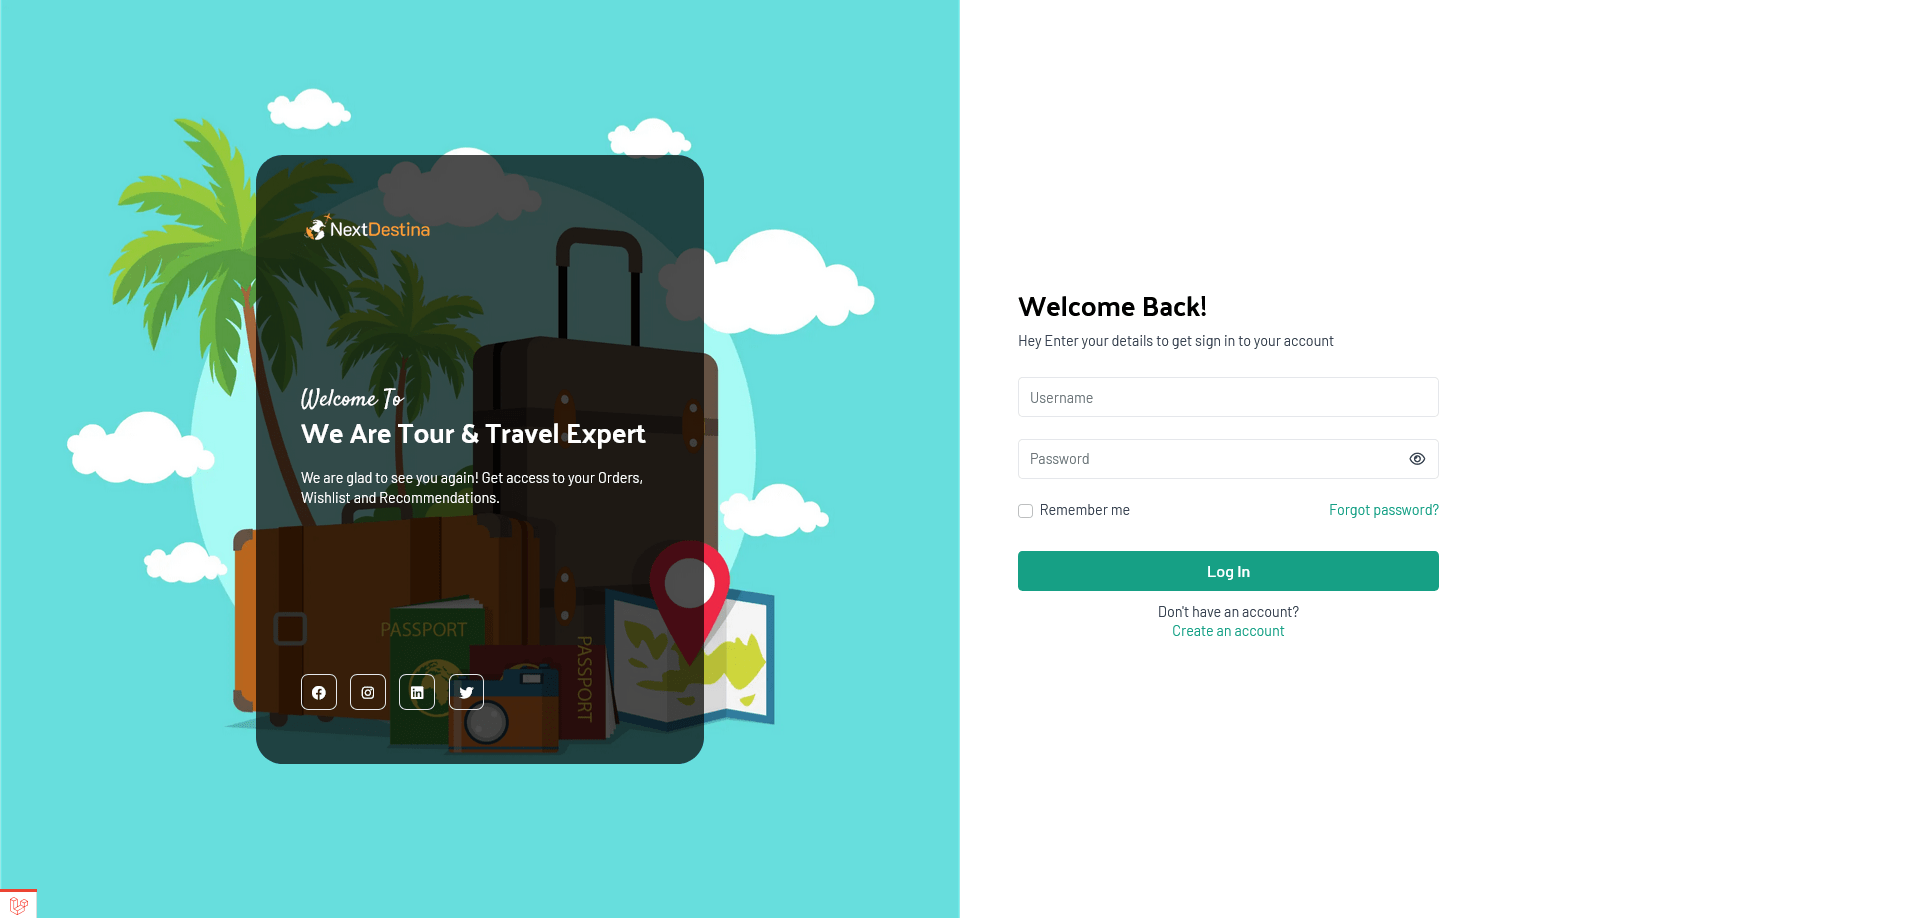 NextDestina
Welcome To
We Are Tour & Travel Expert
We are glad to see you again! Get access to your Orders,
Wishlist and Recommendations.
PASSPORT
PASSPORT
Welcome Back!
Hey Enter your details to get sign in to your account
Username
Password
Remember me
Forgot password?
Log In
Don't have an account?
Create an account